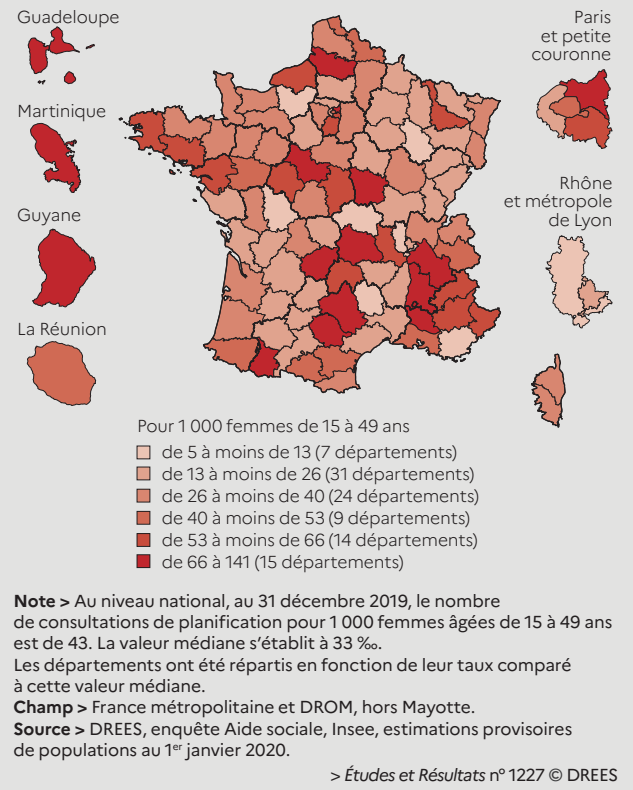 Guadeloupe
Martinique
Guyane
La Réunion
Paris
et petite
couronne
Rhône
et métropole
de Lyon
Pour 1 000 femmes de 15 à 49 ans
de 5 à moins de 13 (7 départements)
de 13 à moins de 26 (31 départements)
de 26 à moins de 40 (24 départements)
de 40 à moins de 53 (9 départements)
de 53 à moins de 66 (14 départements)
de 66 à 141 (15 départements)
Note > Au niveau national, au 31 décembre 2019, le nombre
de consultations de planification pour 1 000 femmes âgées de 15 à 49 ans
est de 43. La valeur médiane s’établit à 33 ‰.
Les départements ont été répartis en fonction de leur taux comparé
à cette valeur médiane.
Champ > France métropolitaine et DROM, hors Mayotte.
Source > DREES, enquête Aide sociale, Insee, estimations provisoires
de populations au 1er janvier 2020.
> Études et Résultats n° 1227 © DREES